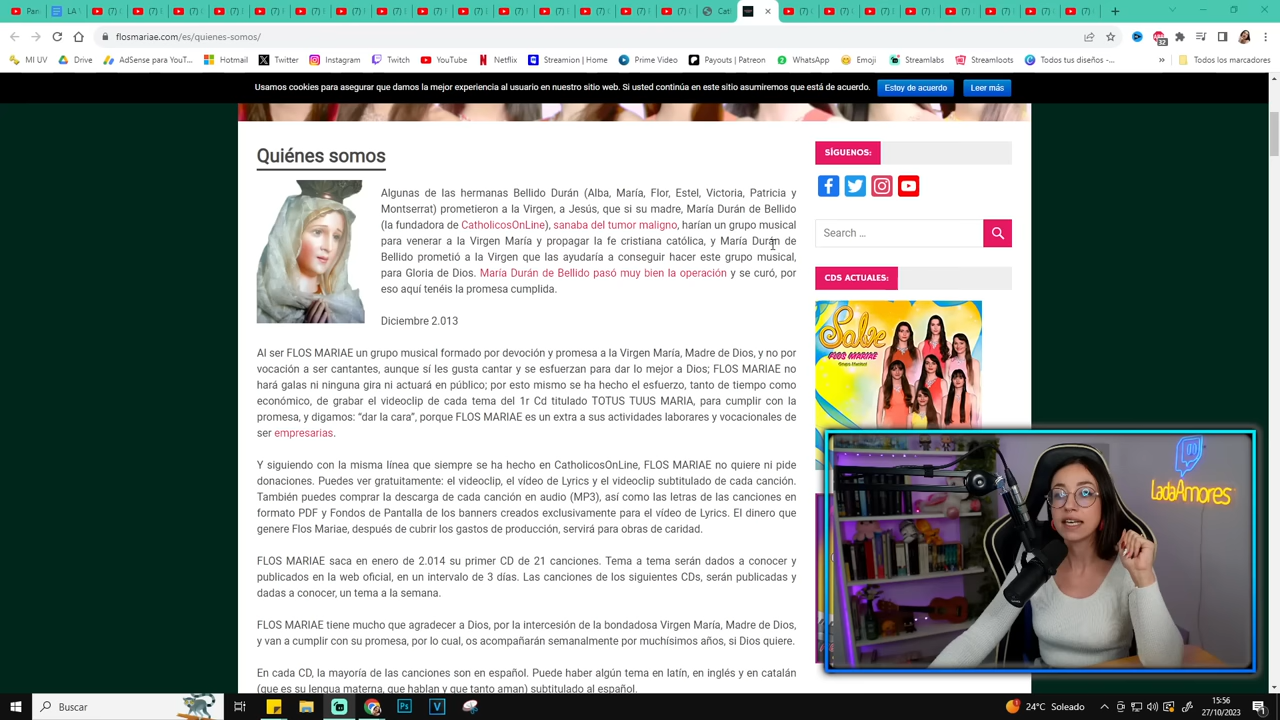 Pan
LI
Cat
flosmariae.com/es/quienes-somos/
32
MI UV
Drive
AdSense para YouT...
Hotmail
Twitter
Instagram
Twitch
YouTube
Netflix
Streamion | Home
Prime Video
Payouts | Patreon
WhatsApp
Emoji
Streamlabs
Streamloots
Todos tus diseños -...
»
Todos los marcadores
Usamos cookies para asegurar que damos la mejor experiencia al usuario en nuestro sitio web. Si usted continúa en este sitio asumiremos que está de acuerdo.
Estoy de acuerdo
Leer más
Quiénes somos
Algunas de las hermanas Bellido Durán (Alba, María, Flor, Estel, Victoria, Patricia y
Montserrat) prometieron a la Virgen, a Jesús, que si su madre, María Durán de Bellido
(la fundadora de CatholicosOnLine), sanaba del tumor maligno, harían un grupo musical
para venerar a la Virgen María y propagar la fe cristiana católica, y María Durán de
Bellido prometió a la Virgen que las ayudaría a conseguir hacer este grupo musical,
para Gloria de Dios. María Durán de Bellido pasó muy bien la operación y se curó, por
eso aquí tenéis la promesa cumplida.
Diciembre 2.013
Al ser FLOS MARIAE un grupo musical formado por devoción y promesa a la Virgen María, Madre de Dios, y no por
vocación a ser cantantes, aunque sí les gusta cantar y se esfuerzan para dar lo mejor a Dios; FLOS MARIAE no
hará galas ni ninguna gira ni actuará en público; por esto mismo se ha hecho el esfuerzo, tanto de tiempo como
económico, de grabar el videoclip de cada tema del 1r Cd titulado TOTUS TUUS MARIA, para cumplir con la
promesa, y digamos: “dar la cara”, porque FLOS MARIAE es un extra a sus actividades laborares y vocacionales de
ser empresarias.
Y siguiendo con la misma línea que siempre se ha hecho en CatholicosOnLine, FLOS MARIAE no quiere ni pide
donaciones. Puedes ver gratuitamente: el videoclip, el vídeo de Lyrics y el videoclip subtitulado de cada canción.
También puedes comprar la descarga de cada canción en audio (MP3), así como las letras de las canciones en
formato PDF y Fondos de Pantalla de los banners creados exclusivamente para el vídeo de Lyrics. El dinero que
genere Flos Mariae, después de cubrir los gastos de producción, servirá para obras de caridad.
FLOS MARIAE saca en enero de 2.014 su primer CD de 21 canciones. Tema a tema serán dados a conocer y
publicados en la web oficial, en un intervalo de 3 días. Las canciones de los siguientes CDs, serán publicadas y
dadas a conocer, un tema a la semana.
FLOS MARIAE tiene mucho que agradecer a Dios, por la intercesión de la bondadosa Virgen María, Madre de Dios,
y van a cumplir con su promesa, por lo cual, os acompañarán semanalmente por muchísimos años, si Dios quiere.
En cada CD, la mayoría de las canciones son en español. Puede haber algún tema en latín, en inglés y en catalán
(que es su lengua materna, que hablan y que tanto aman) subtitulado al español.
SÍGUENOS:
Search ...
CDS ACTUALES:
Salve
FLOS MARIAE
LadaAmores
Buscar
24°C Soleado
15:56
27/10/2023